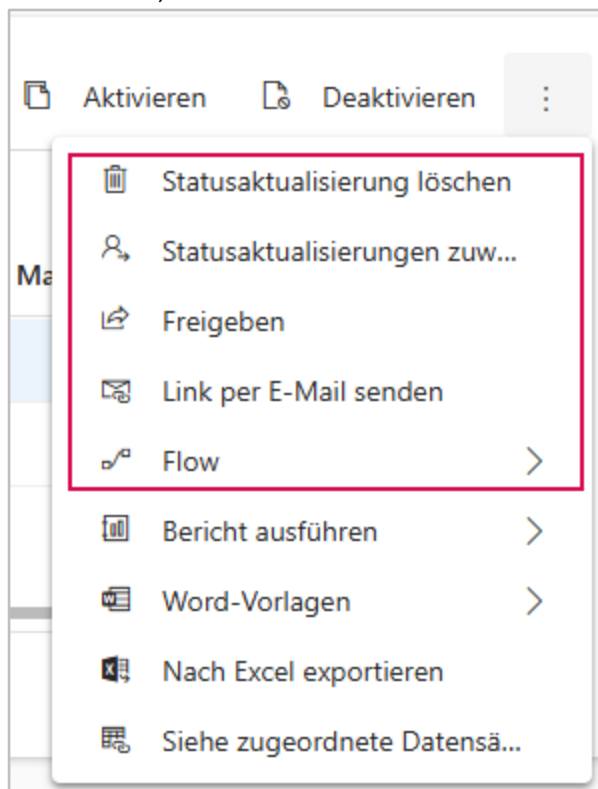 Aktivieren Deaktivieren
Statusaktualisierung löschen
Ma
Statusaktualisierungen zuw...
Freigeben
Link per E-Mail senden
Flow
Bericht ausführen
Word-Vorlagen
Nach Excel exportieren
Siehe zugeordnete Datensä...